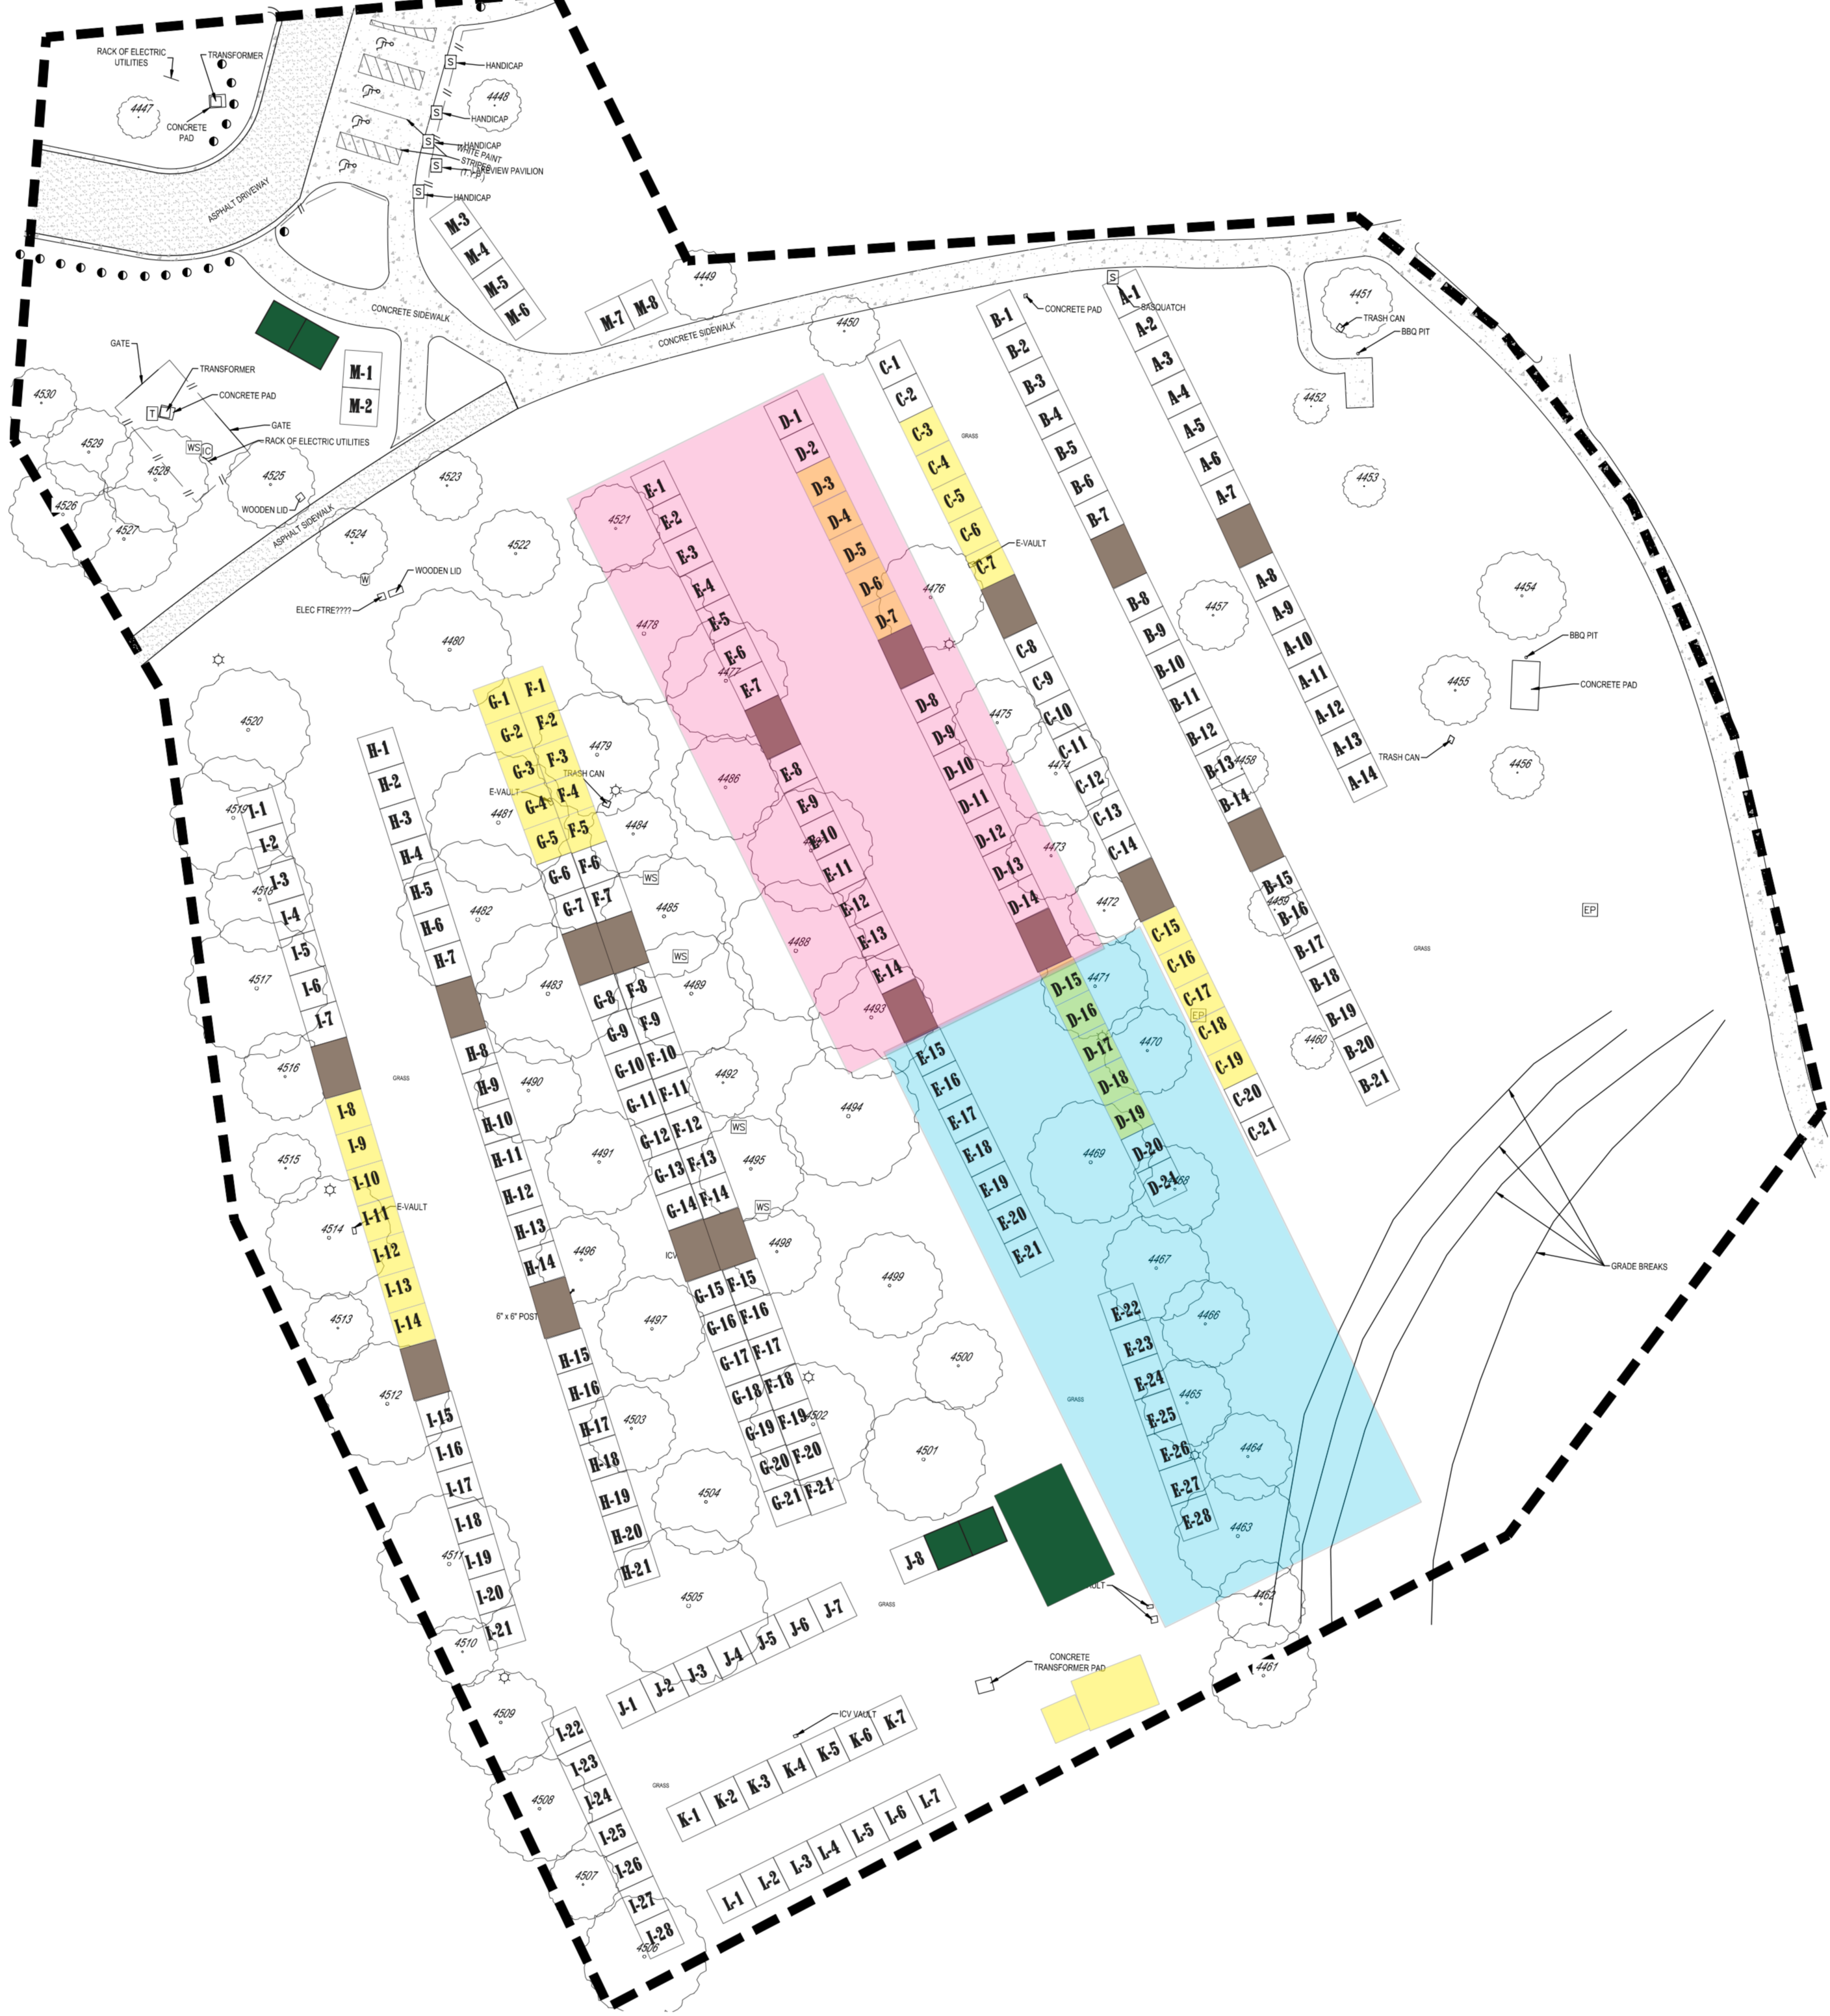 RACK OF ELECTRIC
UTILITIES
TRANSFORMER
4447
CONCRETE
PAD
ASPHALT DRIVEWAY
S
HANDICAP
4448
S
HANDICAP
S
HANDICAP
WHITE PAINT
STRIPES
(T.Y.P.)
S
LAKEVIEW PAVILION
S
HANDICAP
M-3
M-4
M-5
M-6
M-7
M-8
4449
CONCRETE SIDEWALK
CONCRETE SIDEWALK
4450
GATE
TRANSFORMER
CONCRETE PAD
T
GATE
RACK OF ELECTRIC UTILITIES
WS
IC
M-1
M-2
4530
4529
4528
4525
4526
4527
WOODEN LID
ASPHALT SIDEWALK
4523
4524
4522
W
WOODEN LID
ELEC FTRE????
S
SASQUATCH
CONCRETE PAD
4451
TRASH CAN
BBQ PIT
4452
4453
4454
BBQ PIT
4455
CONCRETE PAD
TRASH CAN
4456
4457
4458
4459
4460
EP
GRASS
GRASS
A-1
A-2
A-3
A-4
A-5
A-6
A-7
A-8
A-9
A-10
A-11
A-12
A-13
A-14
B-1
B-2
B-3
B-4
B-5
B-6
B-7
B-8
B-9
B-10
B-11
B-12
B-13
B-14
B-15
B-16
B-17
B-18
B-19
B-20
B-21
C-1
C-2
C-3
C-4
C-5
C-6
C-7
E-VAULT
C-8
C-9
C-10
C-11
C-12
C-13
C-14
C-15
C-16
C-17
EP
C-18
C-19
C-20
C-21
4476
4475
4474
4473
4472
4471
4470
4469
4468
4467
4466
4465
4464
4463
4462
4461
D-1
D-2
D-3
D-4
D-5
D-6
D-7
D-8
D-9
D-10
D-11
D-12
D-13
D-14
D-15
D-16
D-17
D-18
D-19
D-20
D-21
E-1
E-2
E-3
E-4
E-5
E-6
E-7
E-8
E-9
E-10
E-11
E-12
E-13
E-14
E-15
E-16
E-17
E-18
E-19
E-20
E-21
E-22
E-23
E-24
E-25
E-26
E-27
E-28
GRASS
GRADE BREAKS
4521
4478
4477
4486
4488
4493
4480
4479
TRASH CAN
E-VAULT
4481
4484
4482
4485
4483
4489
4490
4492
4491
4494
4495
4496
4498
4497
4499
4500
4501
4502
4503
4504
4505
WS
WS
WS
WS
ICV
F-1
F-2
F-3
F-4
F-5
F-6
F-7
F-8
F-9
F-10
F-11
F-12
F-13
F-14
F-15
F-16
F-17
F-18
F-19
F-20
F-21
G-1
G-2
G-3
G-4
G-5
G-6
G-7
G-8
G-9
G-10
G-11
G-12
G-13
G-14
G-15
G-16
G-17
G-18
G-19
G-20
G-21
H-1
H-2
H-3
H-4
H-5
H-6
H-7
H-8
H-9
H-10
H-11
H-12
H-13
H-14
6" x 6" POST
H-15
H-16
H-17
H-18
H-19
H-20
H-21
GRASS
4520
4519
4518
4517
4516
4515
4514
E-VAULT
4513
4512
4511
4510
4509
4508
4507
4506
I-1
I-2
I-3
I-4
I-5
I-6
I-7
I-8
I-9
I-10
I-11
I-12
I-13
I-14
I-15
I-16
I-17
I-18
I-19
I-20
I-21
I-22
I-23
I-24
I-25
I-26
I-27
I-28
J-1
J-2
J-3
J-4
J-5
J-6
J-7
J-8
GRASS
CONCRETE
TRANSFORMER PAD
ICV VAULT
K-1
K-2
K-3
K-4
K-5
K-6
K-7
GRASS
L-1
L-2
L-3
L-4
L-5
L-6
L-7